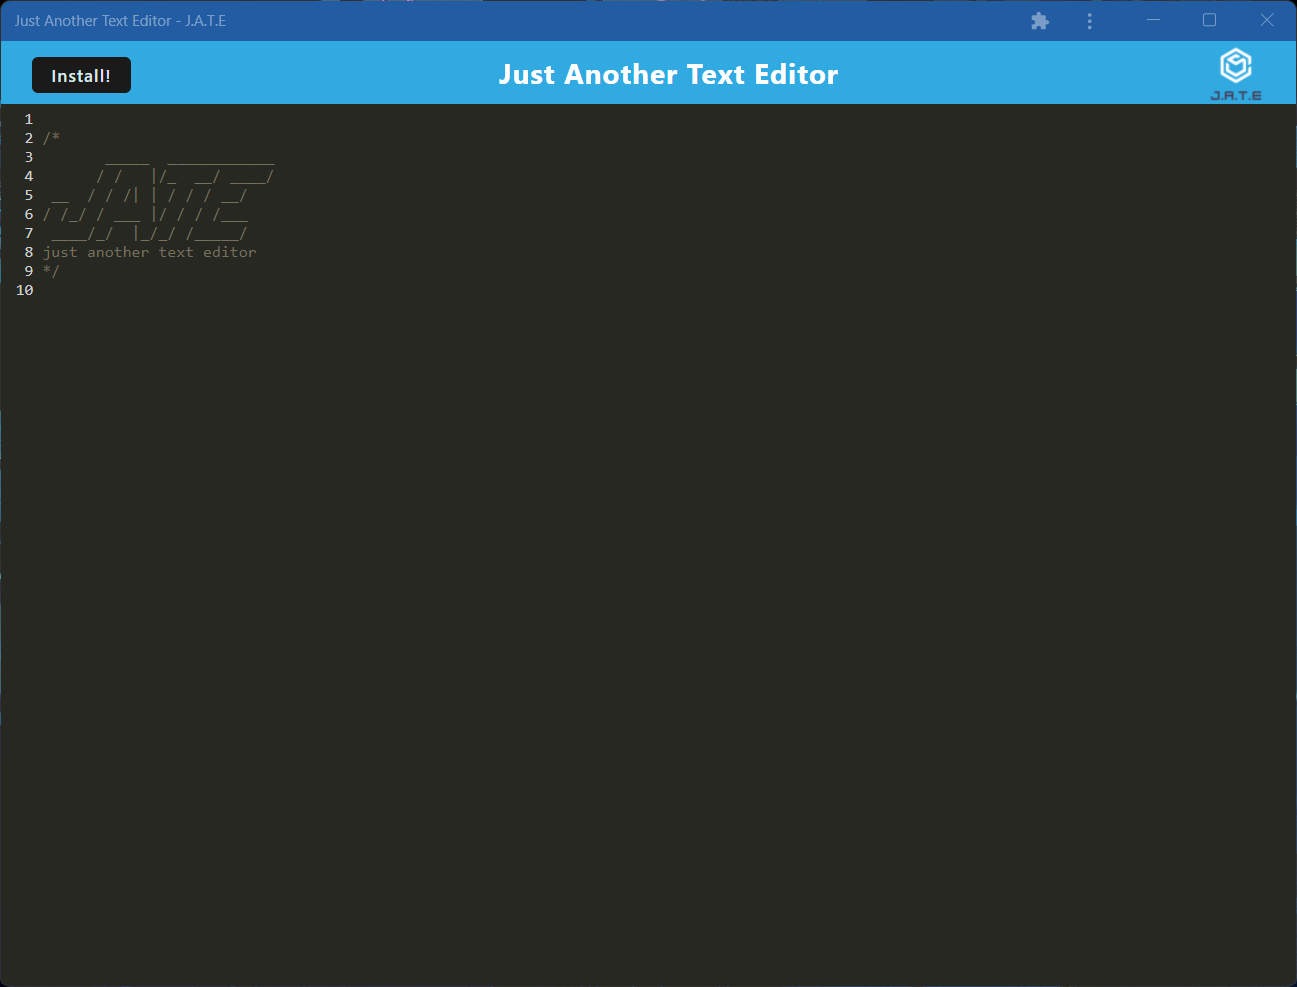 Just Another Text Editor - J.A.T.E
Install!
Just Another Text Editor
J.A.T.E
1
2 /*
3        _____  ____________
4       / /   |/_  __/ ____/
5  __  / / /| | / / / __/
6 / /_/ / ___ |/ / / /___
7  ____/_/  |_/_/ /_____/
8 just another text editor
9 */
10